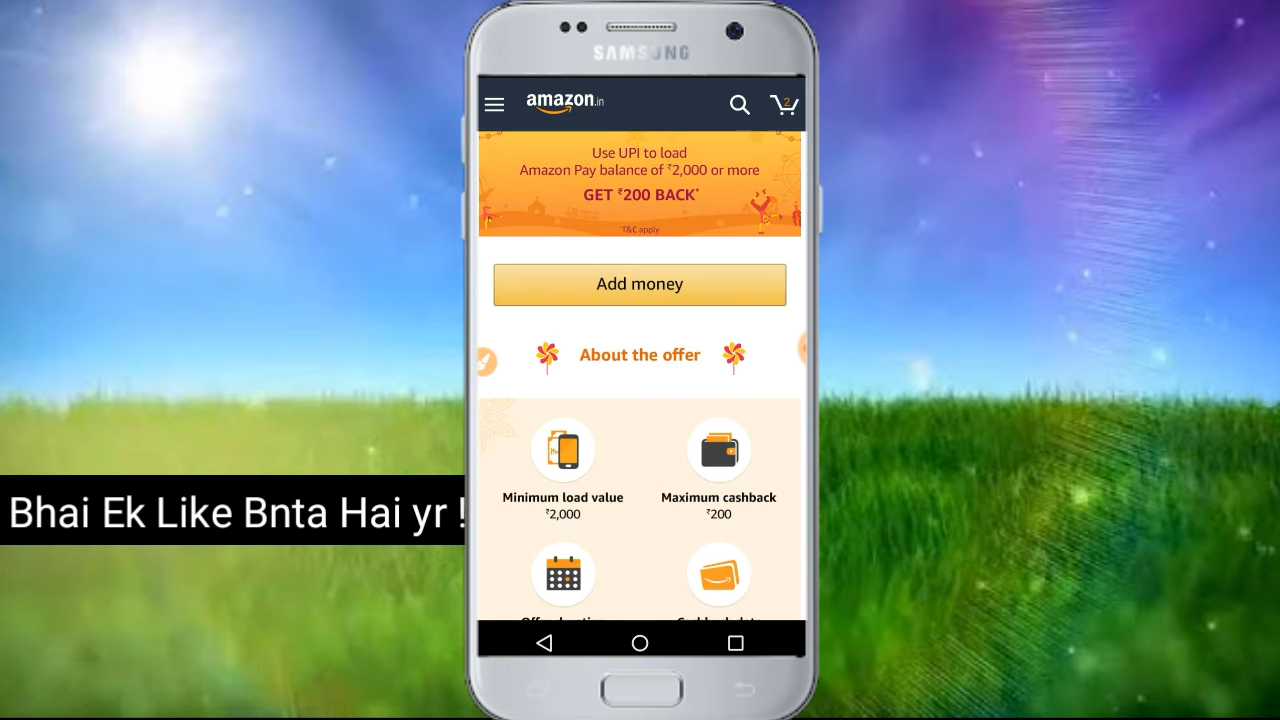 SAMSUNG
amazon.in
2
Use UPI to load
Amazon Pay balance of ₹2,000 or more
GET ₹200 BACK*
*T&C apply
Add money
About the offer
Minimum load value
₹2,000
Maximum cashback
₹200
Bhai Ek Like Bnta Hai yr !